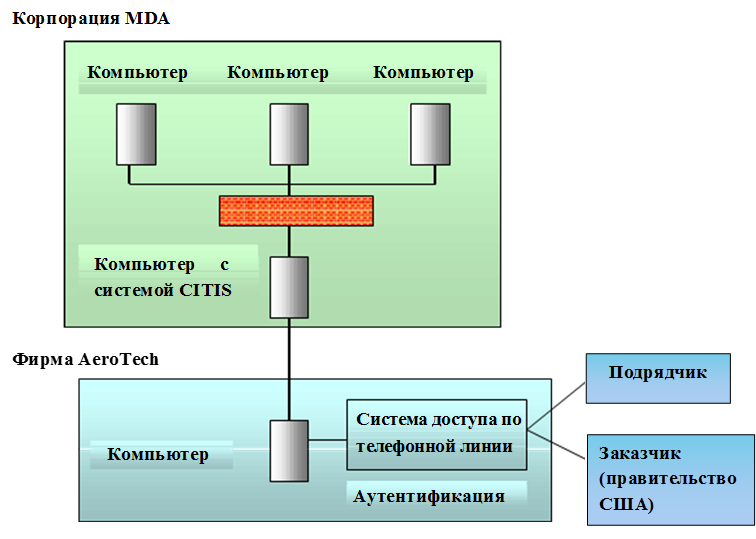 Корпорация MDA
Компьютер Компьютер Компьютер
Компьютер с
системой CITIS
Фирма AeroTech
Компьютер
Система доступа по
телефонной линии
Аутентификация
Подрядчик
Заказчик
(правительство
США)